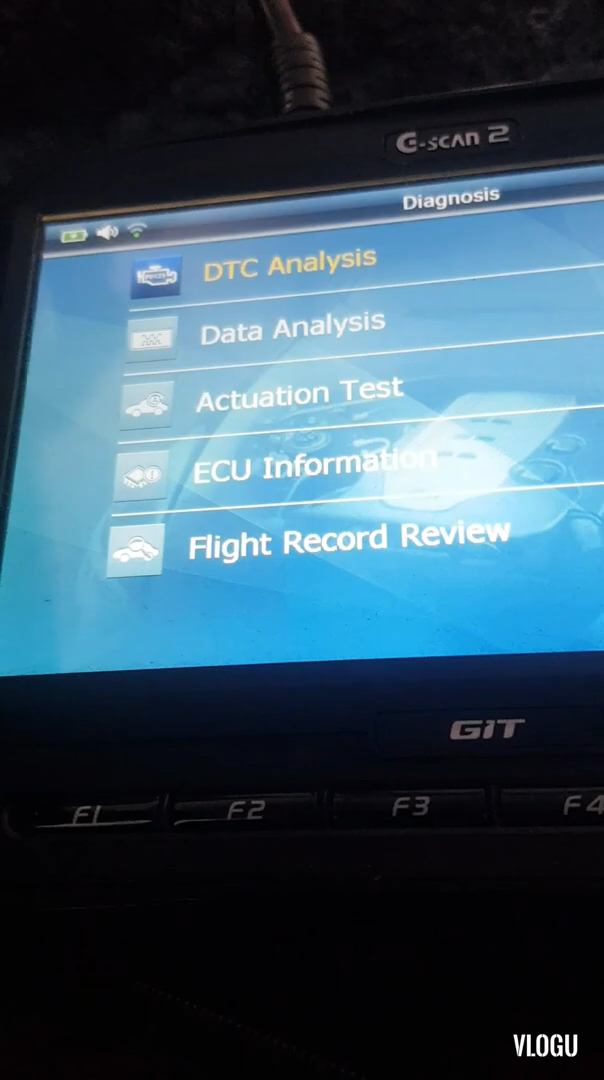 G-SCAN 2
Diagnosis
DTC Analysis
Data Analysis
Actuation Test
ECU Information
Flight Record Review
GIT
F1 F2 F3 F4
VLOGU